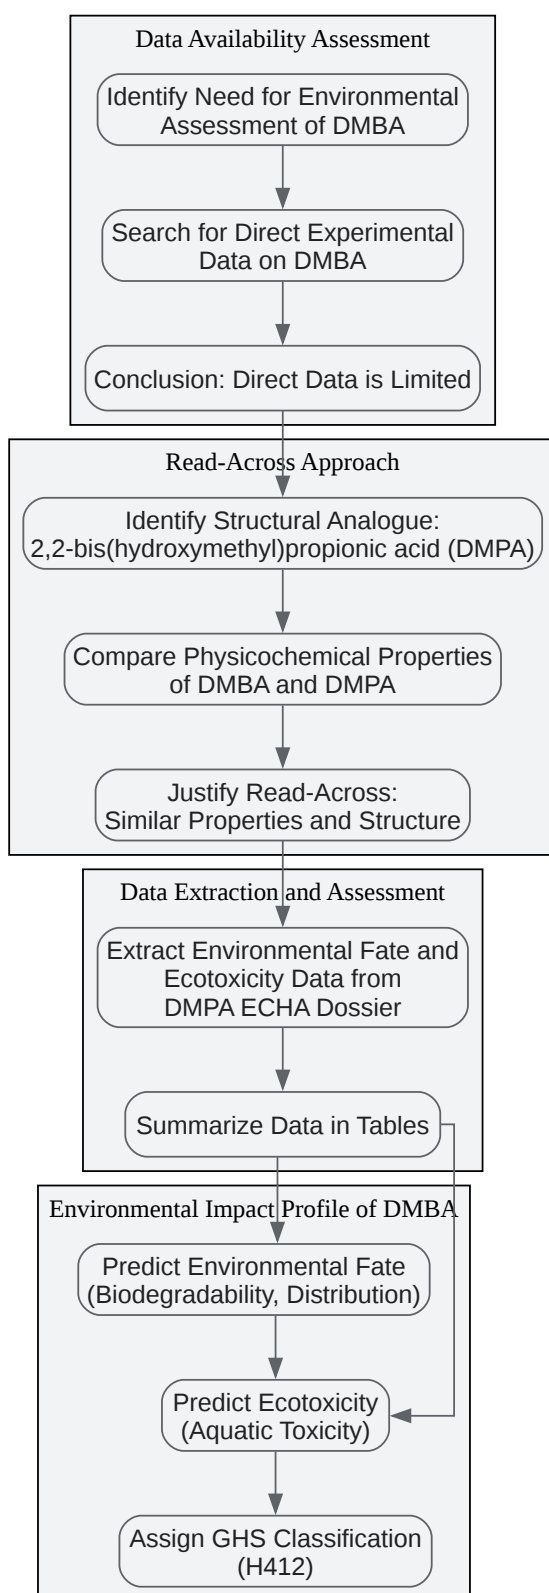 Data Availability Assessment
Identify Need for Environmental
Assessment of DMBA
Search for Direct Experimental
Data on DMBA
Conclusion: Direct Data is Limited
Read-Across Approach
Identify Structural Analogue:
2,2-bis(hydroxymethyl)propionic acid (DMPA)
Compare Physicochemical Properties
of DMBA and DMPA
Justify Read-Across:
Similar Properties and Structure
Data Extraction and Assessment
Extract Environmental Fate and
Ecotoxicity Data from
DMPA ECHA Dossier
Summarize Data in Tables
Environmental Impact Profile of DMBA
Predict Environmental Fate
(Biodegradability, Distribution)
Predict Ecotoxicity
(Aquatic Toxicity)
Assign GHS Classification
(H412)